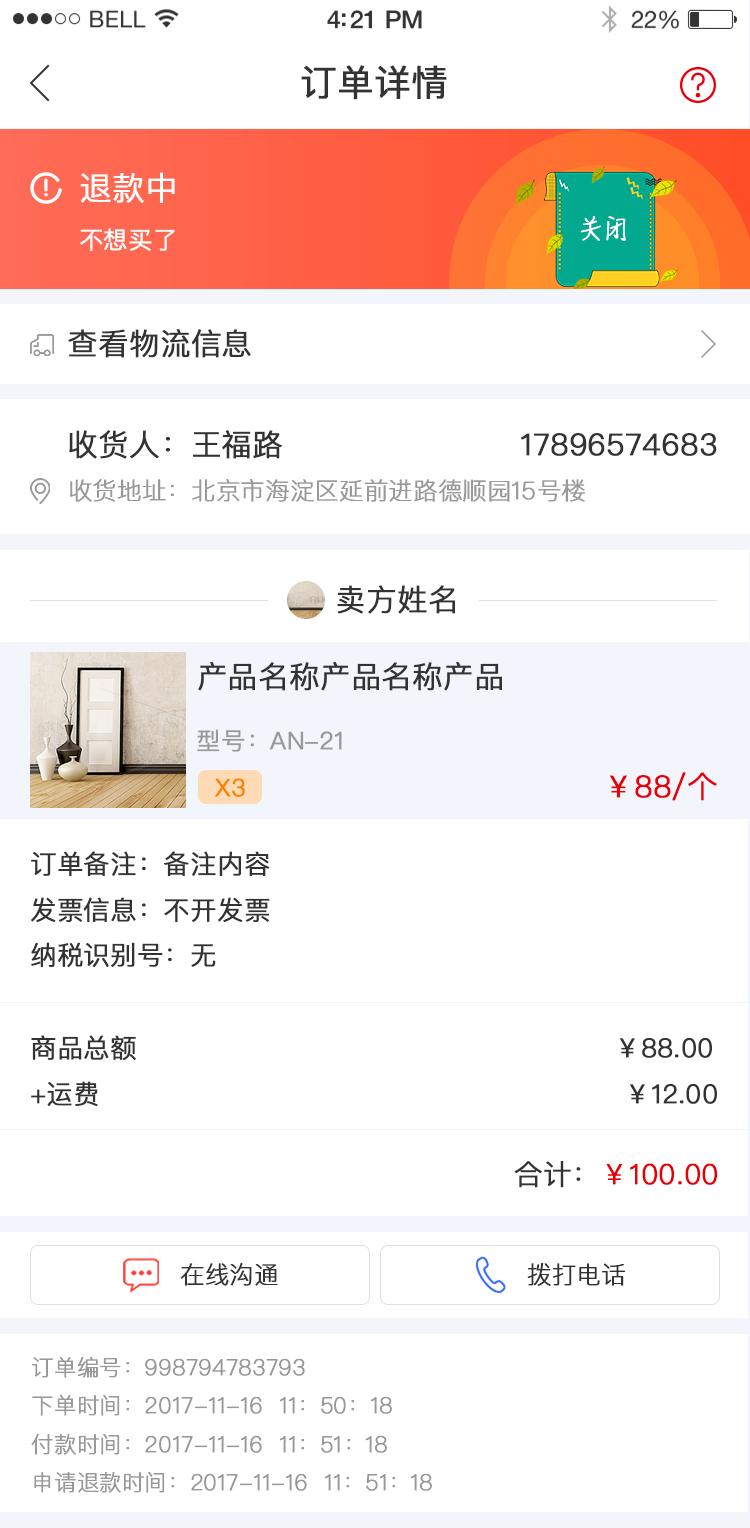 BELL 4:21 PM 22%
订单详情
退款中
不想买了
关闭
查看物流信息
收货人：王福路 17896574683
收货地址：北京市海淀区延前进路德顺园15号楼
卖方姓名
产品名称产品名称产品
型号：AN-21
X3 ￥88/个
订单备注：备注内容
发票信息：不开发票
纳税识别号：无
商品总额 ￥88.00
+运费 ￥12.00
合计：￥100.00
在线沟通 拨打电话
订单编号：998794783793
下单时间：2017-11-16 11：50：18
付款时间：2017-11-16 11：51：18
申请退款时间：2017-11-16 11：51：18